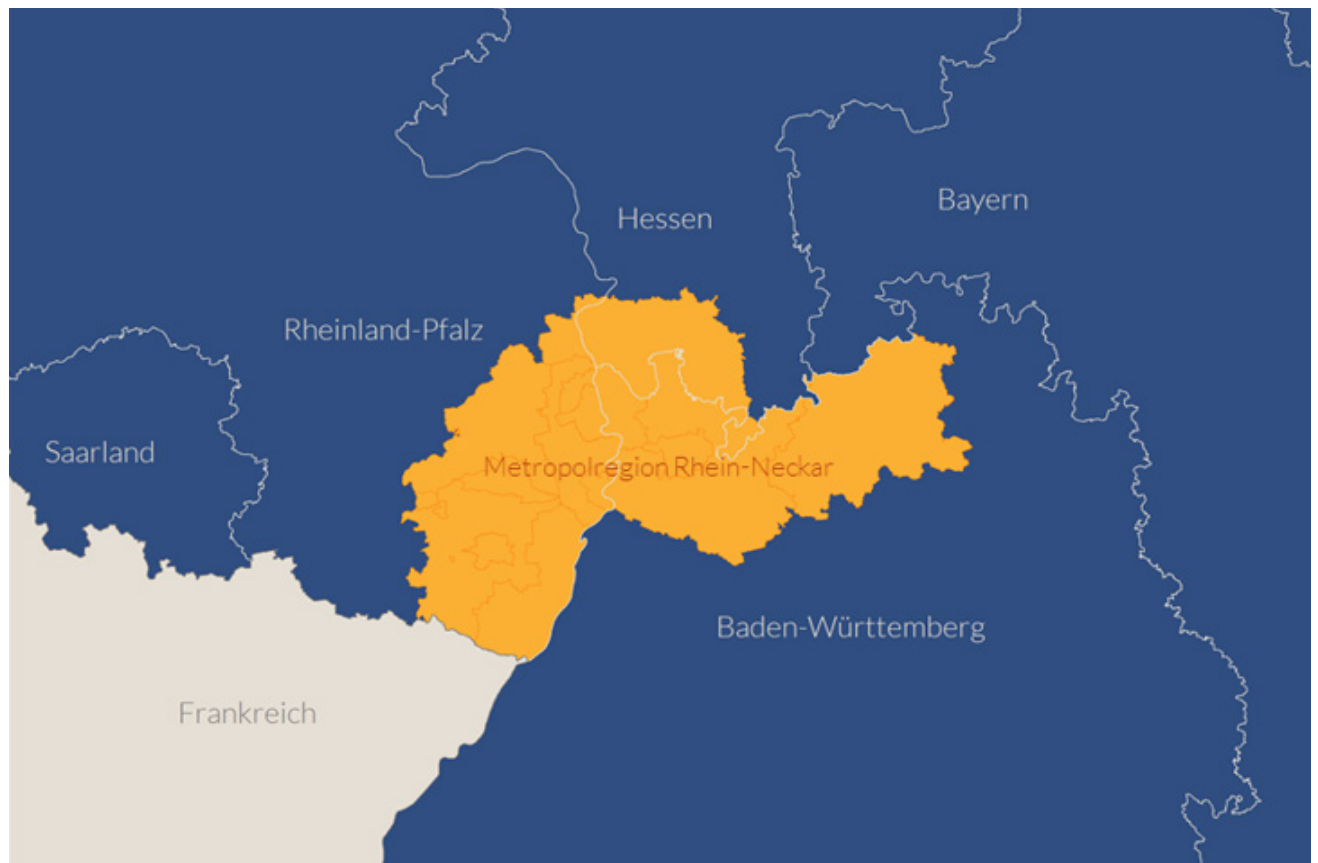 Bayern
Hessen
Rheinland-Pfalz
Saarland
Metropolregion Rhein-Neckar
Baden-Württemberg
Frankreich